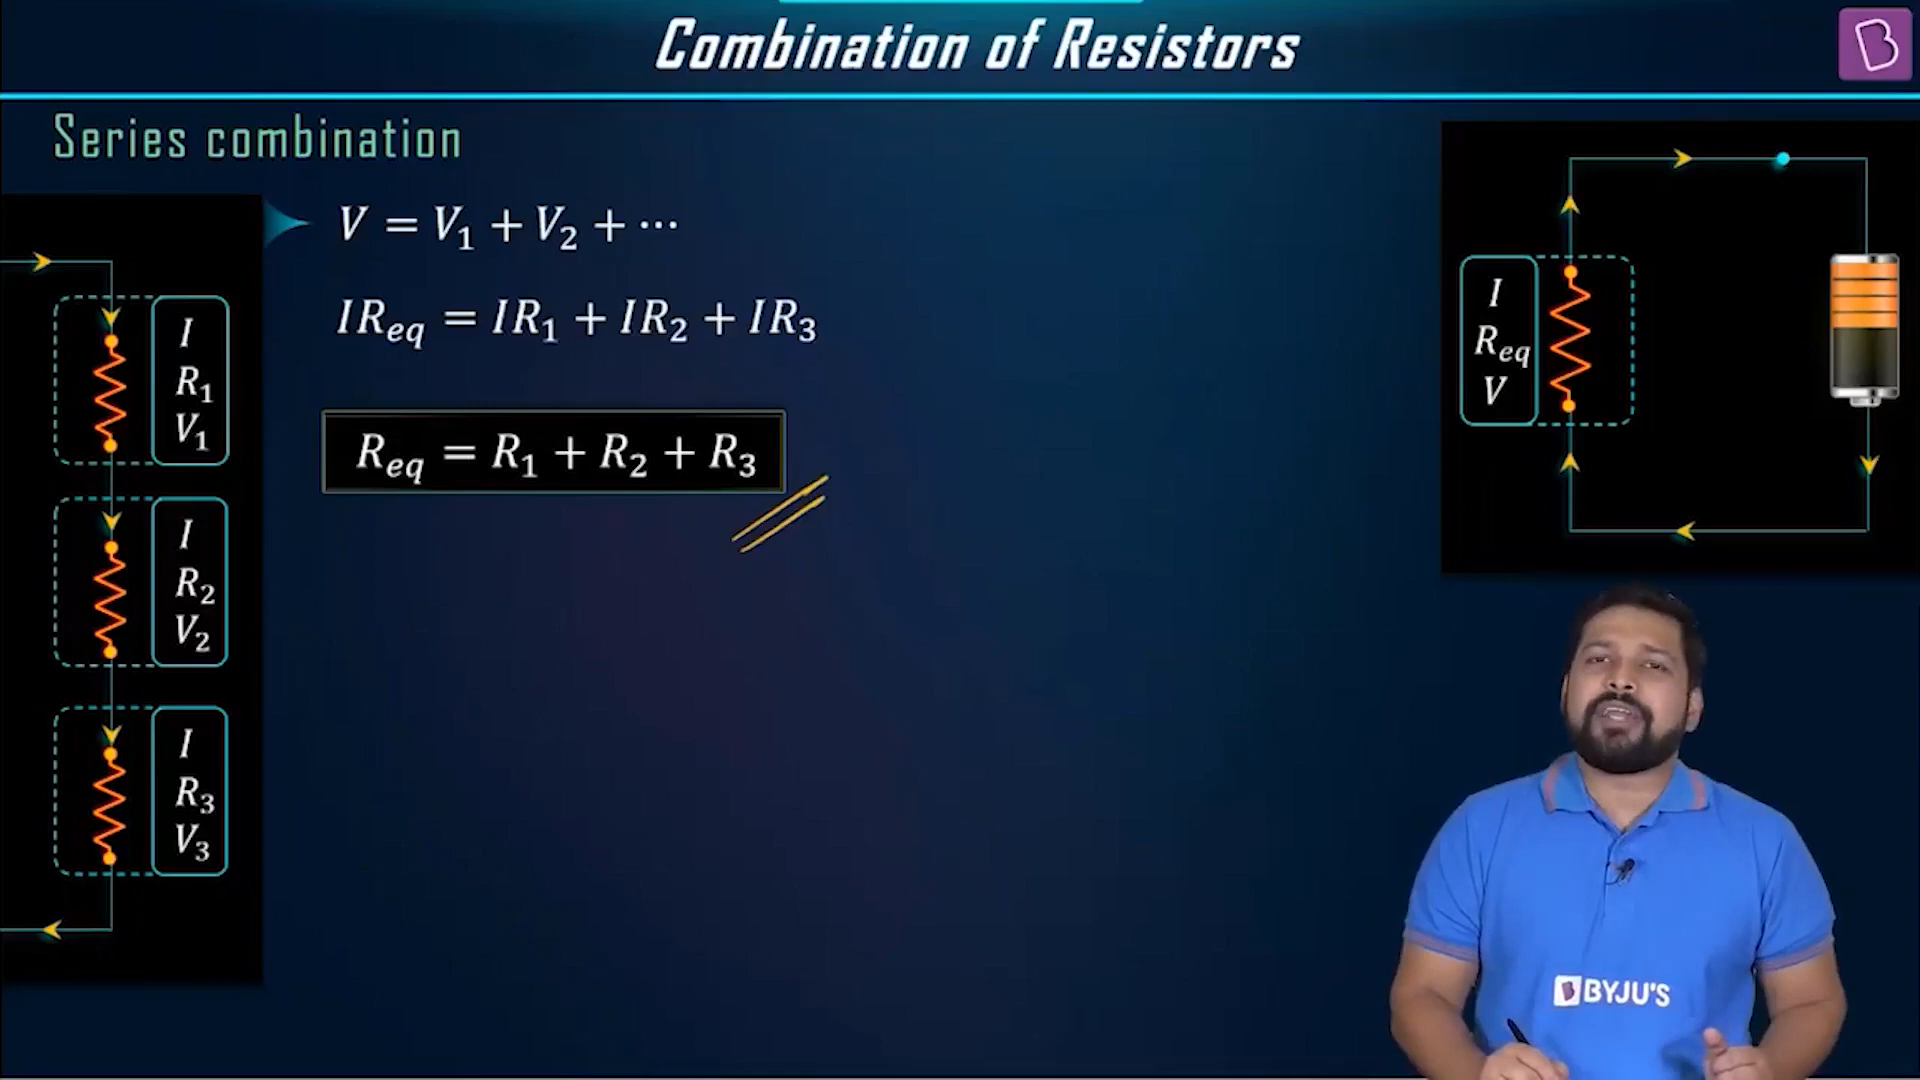 Combination of Resistors
Series combination
V = V₁ + V₂ + ⋯
IR_eq = IR₁ + IR₂ + IR₃
R_eq = R₁ + R₂ + R₃
I
R₁
V₁
I
R₂
V₂
I
R₃
V₃
I
R_eq
V
BYJU'S